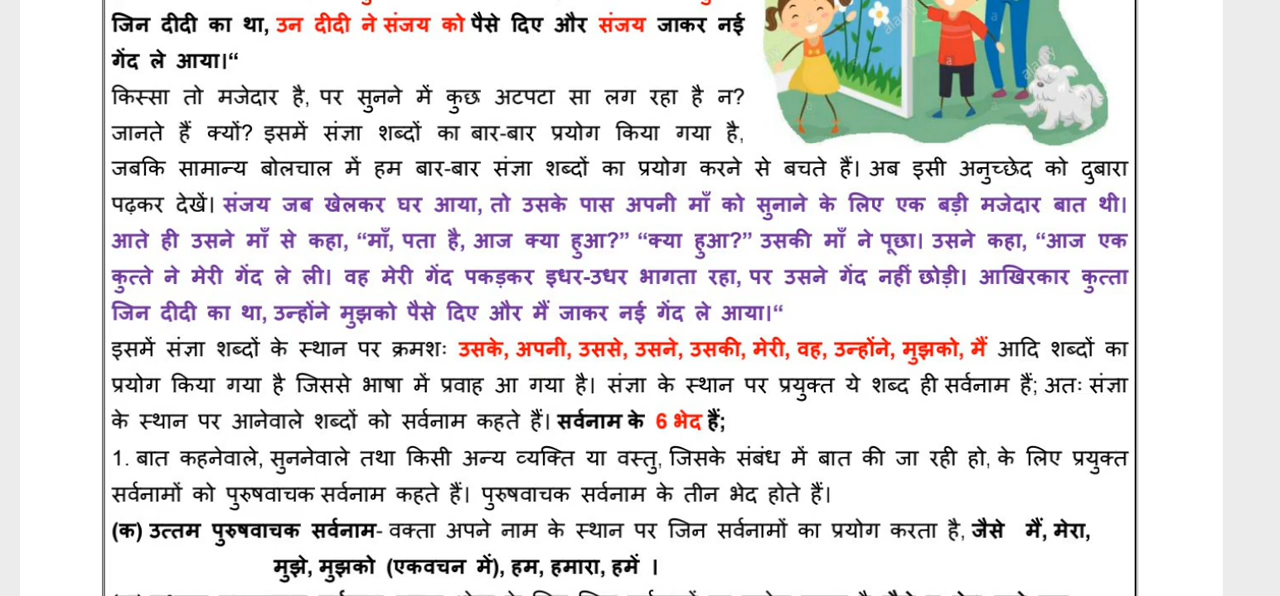 जिन दीदी का था, उन दीदी ने संजय को पैसे दिए और संजय जाकर नई
गेंद ले आया।“
किस्सा तो मजेदार है, पर सुनने में कुछ अटपटा सा लग रहा है न?
जानते हैं क्यों? इसमें संज्ञा शब्दों का बार-बार प्रयोग किया गया है,
जबकि सामान्य बोलचाल में हम बार-बार संज्ञा शब्दों का प्रयोग करने से बचते हैं। अब इसी अनुच्छेद को दुबारा
पढ़कर देखें। संजय जब खेलकर घर आया, तो उसके पास अपनी माँ को सुनाने के लिए एक बड़ी मजेदार बात थी।
आते ही उसने माँ से कहा, “माँ, पता है, आज क्या हुआ?” “क्या हुआ?” उसकी माँ ने पूछा। उसने कहा, “आज एक
कुत्ते ने मेरी गेंद ले ली। वह मेरी गेंद पकड़कर इधर-उधर भागता रहा, पर उसने गेंद नहीं छोड़ी। आखिरकार कुत्ता
जिन दीदी का था, उन्होंने मुझको पैसे दिए और मैं जाकर नई गेंद ले आया।“
इसमें संज्ञा शब्दों के स्थान पर क्रमशः उसके, अपनी, उससे, उसने, उसकी, मेरी, वह, उन्होंने, मुझको, मैं आदि शब्दों का
प्रयोग किया गया है जिससे भाषा में प्रवाह आ गया है। संज्ञा के स्थान पर प्रयुक्त ये शब्द ही सर्वनाम हैं; अतः संज्ञा
के स्थान पर आनेवाले शब्दों को सर्वनाम कहते हैं। सर्वनाम के 6 भेद हैं;
1. बात कहनेवाले, सुननेवाले तथा किसी अन्य व्यक्ति या वस्तु, जिसके संबंध में बात की जा रही हो, के लिए प्रयुक्त
सर्वनामों को पुरुषवाचक सर्वनाम कहते हैं। पुरुषवाचक सर्वनाम के तीन भेद होते हैं।
(क) उत्तम पुरुषवाचक सर्वनाम- वक्ता अपने नाम के स्थान पर जिन सर्वनामों का प्रयोग करता है, जैसे मैं, मेरा,
मुझे, मुझको (एकवचन में), हम, हमारा, हमें ।